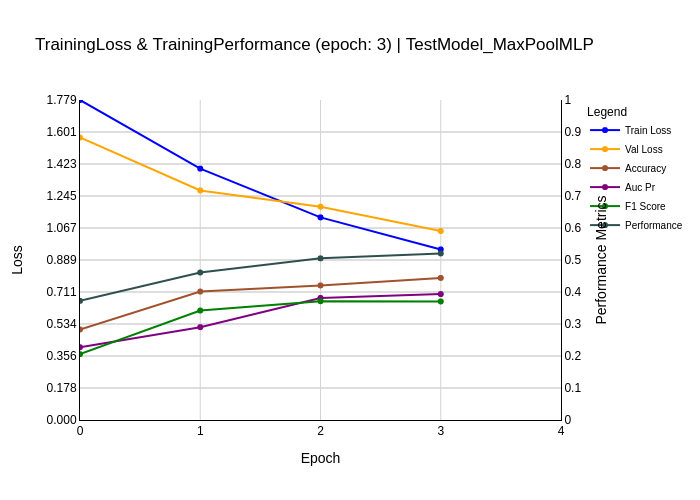 TrainingLoss & TrainingPerformance (epoch: 3) | TestModel_MaxPoolMLP
1.779
1.601
1.423
1.245
1.067
0.889
0.711
0.534
0.356
0.178
0.000
Loss
0
1
2
3
4
Epoch
1
0.9
0.8
0.7
0.6
0.5
0.4
0.3
0.2
0.1
0
Performance Metrics
Legend
Train Loss
Val Loss
Accuracy
Auc Pr
F1 Score
Performance